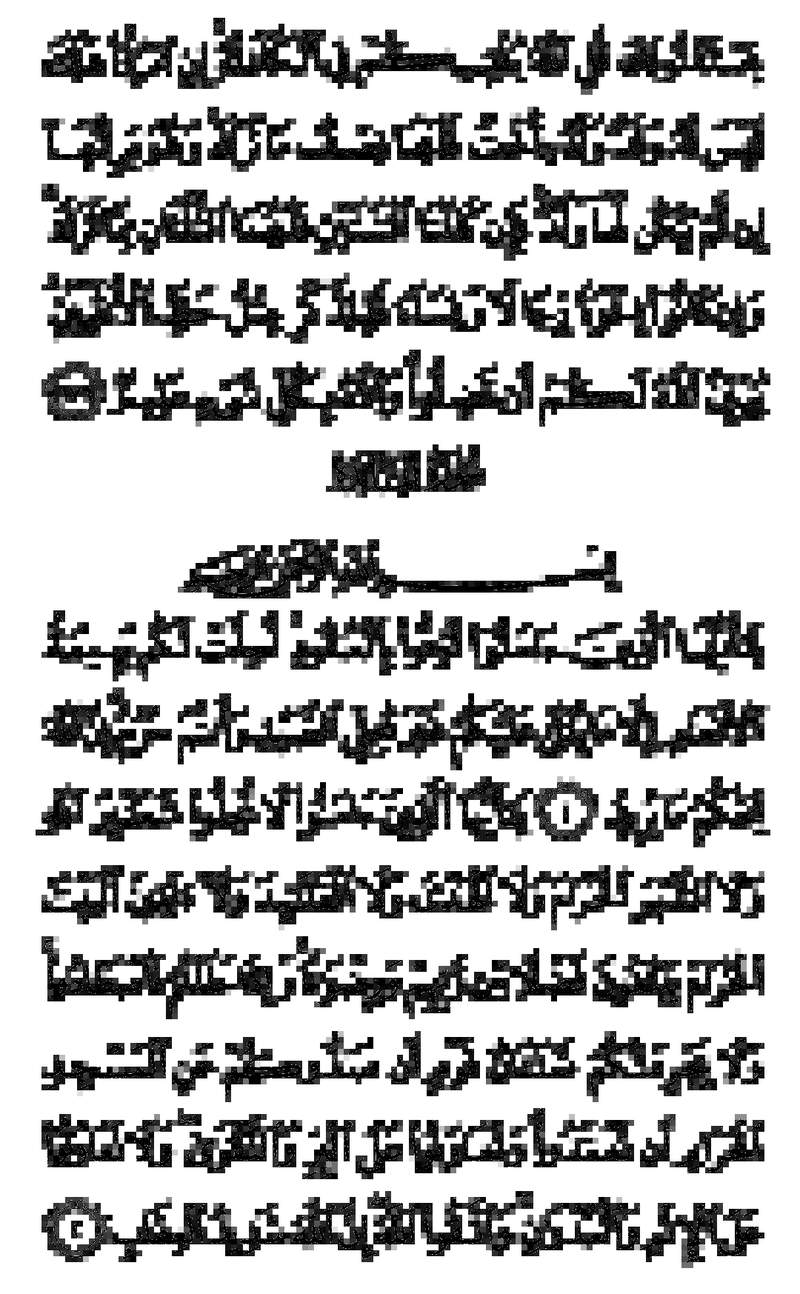 يستفتونك قل الله يفتيكم في الكلالة إن امرؤا هلك
ليس له ولد وله أخت فلها نصف ما ترك وهو يرثها
إن لم يكن لها ولد فإن كانتا اثنتين فلهما الثلثان مما ترك
وإن كانوا إخوة رجالا ونساء فللذكر مثل حظ الأنثيين
يبين الله لكم أن تضلوا والله بكل شيء عليم ١٧٦
سورة المائدة
بسم الله الرحمن الرحيم
يا أيها الذين آمنوا أوفوا بالعقود أحلت لكم بهيمة
الأنعام إلا ما يتلى عليكم غير محلي الصيد وأنتم حرم إن الله
يحكم ما يريد ١ يا أيها الذين آمنوا لا تحلوا شعائر الله
ولا الشهر الحرام ولا الهدي ولا القلائد ولا آمين البيت
الحرام يبتغون فضلا من ربهم ورضوانا وإذا حللتم فاصطادوا
ولا يجرمنكم شنآن قوم أن صدوكم عن المسجد
الحرام أن تعتدوا وتعاونوا على البر والتقوى ولا تعاونوا
على الإثم والعدوان واتقوا الله إن الله شديد العقاب ٢